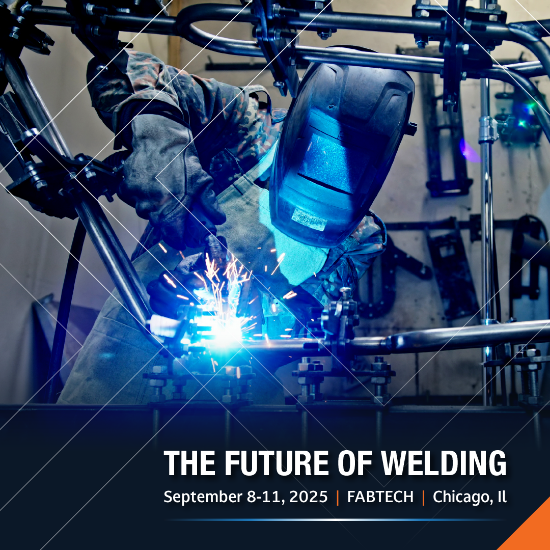 THE FUTURE OF WELDING
September 8-11, 2025 | FABTECH | Chicago, Il